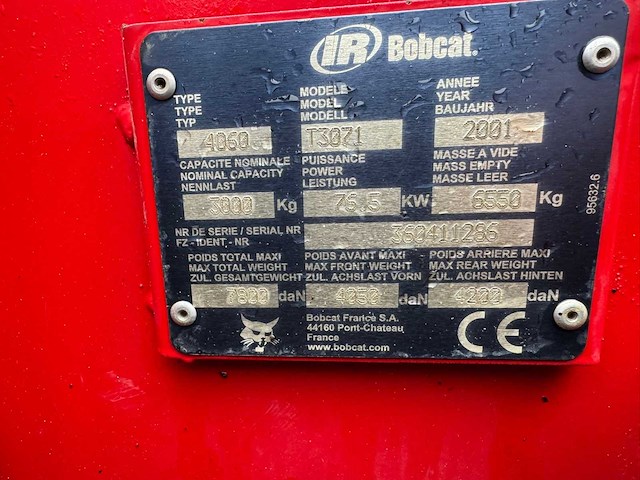 IR Bobcat.
TYPE MODELE ANNEE
TYPE MODEL YEAR
TYP MODELL BAUJAHR
4060 T3071 2001
CAPACITE NOMINALE PUISSANCE MASSE A VIDE
NOMINAL CAPACITY POWER MASS EMPTY
NENNLAST LEISTUNG MASSE LEER
3000 Kg 76.5 KW 6550 Kg
NR DE SERIE / SERIAL NR
FZ - IDENT. - NR 360411286
POIDS TOTAL MAXI POIDS AVANT MAXI POIDS ARRIERE MAXI
MAX TOTAL WEIGHT MAX FRONT WEIGHT MAX REAR WEIGHT
ZUL. GESAMTGEWICHT ZUL. ACHSLAST VORN ZUL. ACHSLAST HINTEN
7800 daN 4050 daN 4200 daN
Bobcat France S.A.
44160 Pont-Château
France
www.bobcat.com
CE
95632.6